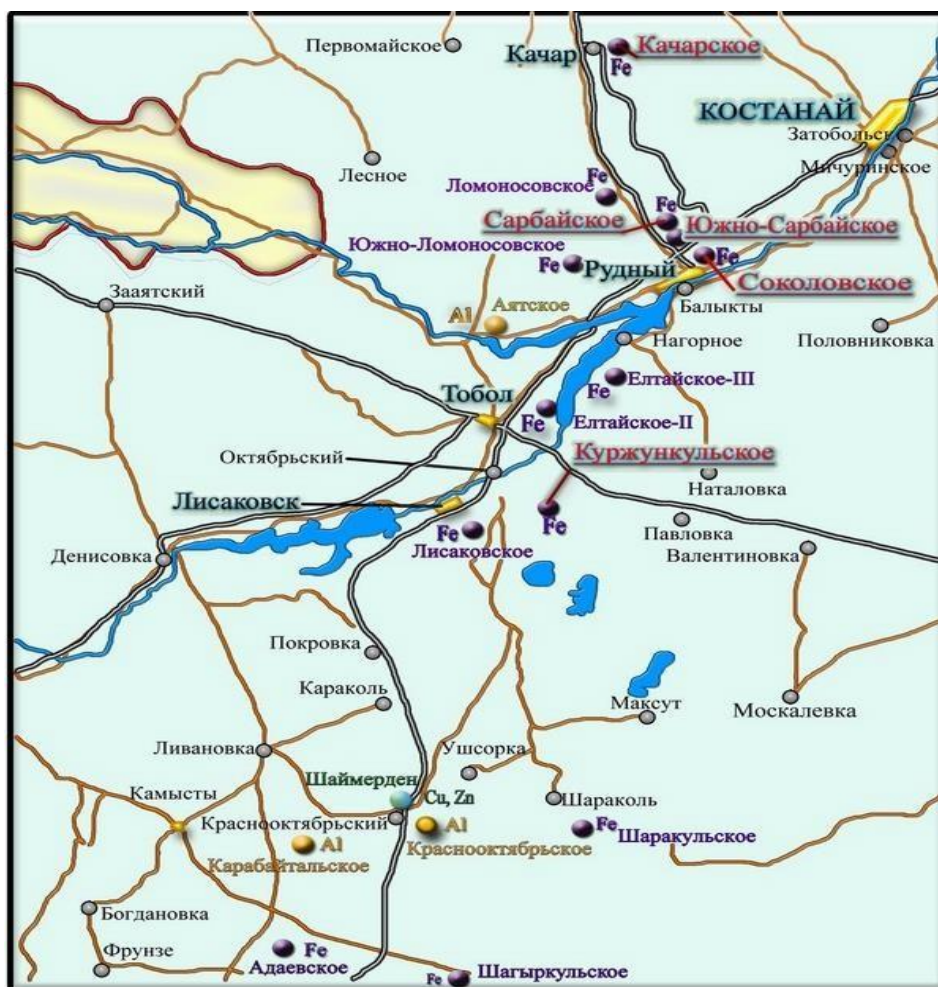 Первомайское
Качар
Качарское
Fe
КОСТАНАЙ
Затобольск
Мичуринское
Лесное
Fe
Ломоносовское
Fe
Сарбайское
Южно-Сарбайское
Южно-Ломоносовское
Fe
Рудный
Fe
Соколовское
Зааятский
Балыкты
Al
Аятское
Нагорное
Половниковка
Елтайское-III
Fe
Тобол
Fe
Елтайское-II
Куржункульское
Октябрьский
Наталовка
Лисаковск
Fe
Fe
Павловка
Лисаковское
Валентиновка
Денисовка
Покровка
Караколь
Максут
Москалевка
Ливановка
Ушсорка
Шаймерден
Камысты
Cu, Zn
Шараколь
Краснооктябрьский
Al
Fe
Шаракульское
Al
Краснооктябрьское
Карабайтальское
Богдановка
Фрунзе
Fe
Адаевское
Fe
Шагыркульское